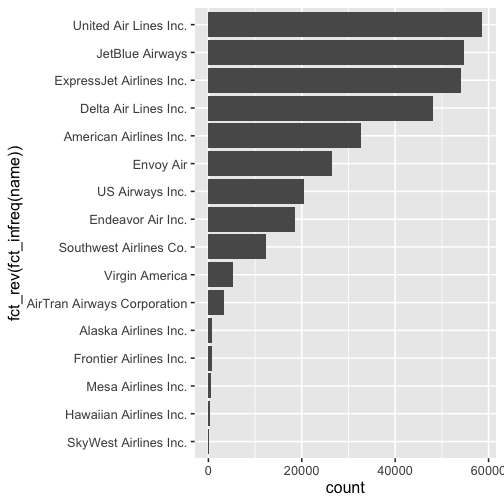 United Air Lines Inc.
JetBlue Airways
ExpressJet Airlines Inc.
Delta Air Lines Inc.
American Airlines Inc.
Envoy Air
US Airways Inc.
Endeavor Air Inc.
Southwest Airlines Co.
Virgin America
AirTran Airways Corporation
Alaska Airlines Inc.
Frontier Airlines Inc.
Mesa Airlines Inc.
Hawaiian Airlines Inc.
SkyWest Airlines Inc.
fct_rev(fct_infreq(name))
0 20000 40000 60000
count